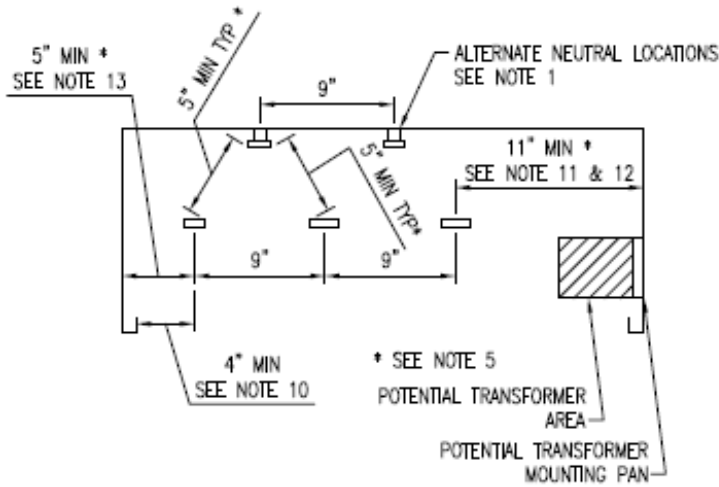 5" MIN *
SEE NOTE 13
5" MIN TYP *
9"
ALTERNATE NEUTRAL LOCATIONS
SEE NOTE 1
5" MIN TYP*
11" MIN *
SEE NOTE 11 & 12
9"
9"
4" MIN
SEE NOTE 10
* SEE NOTE 5
POTENTIAL TRANSFORMER
AREA
POTENTIAL TRANSFORMER
MOUNTING PAN